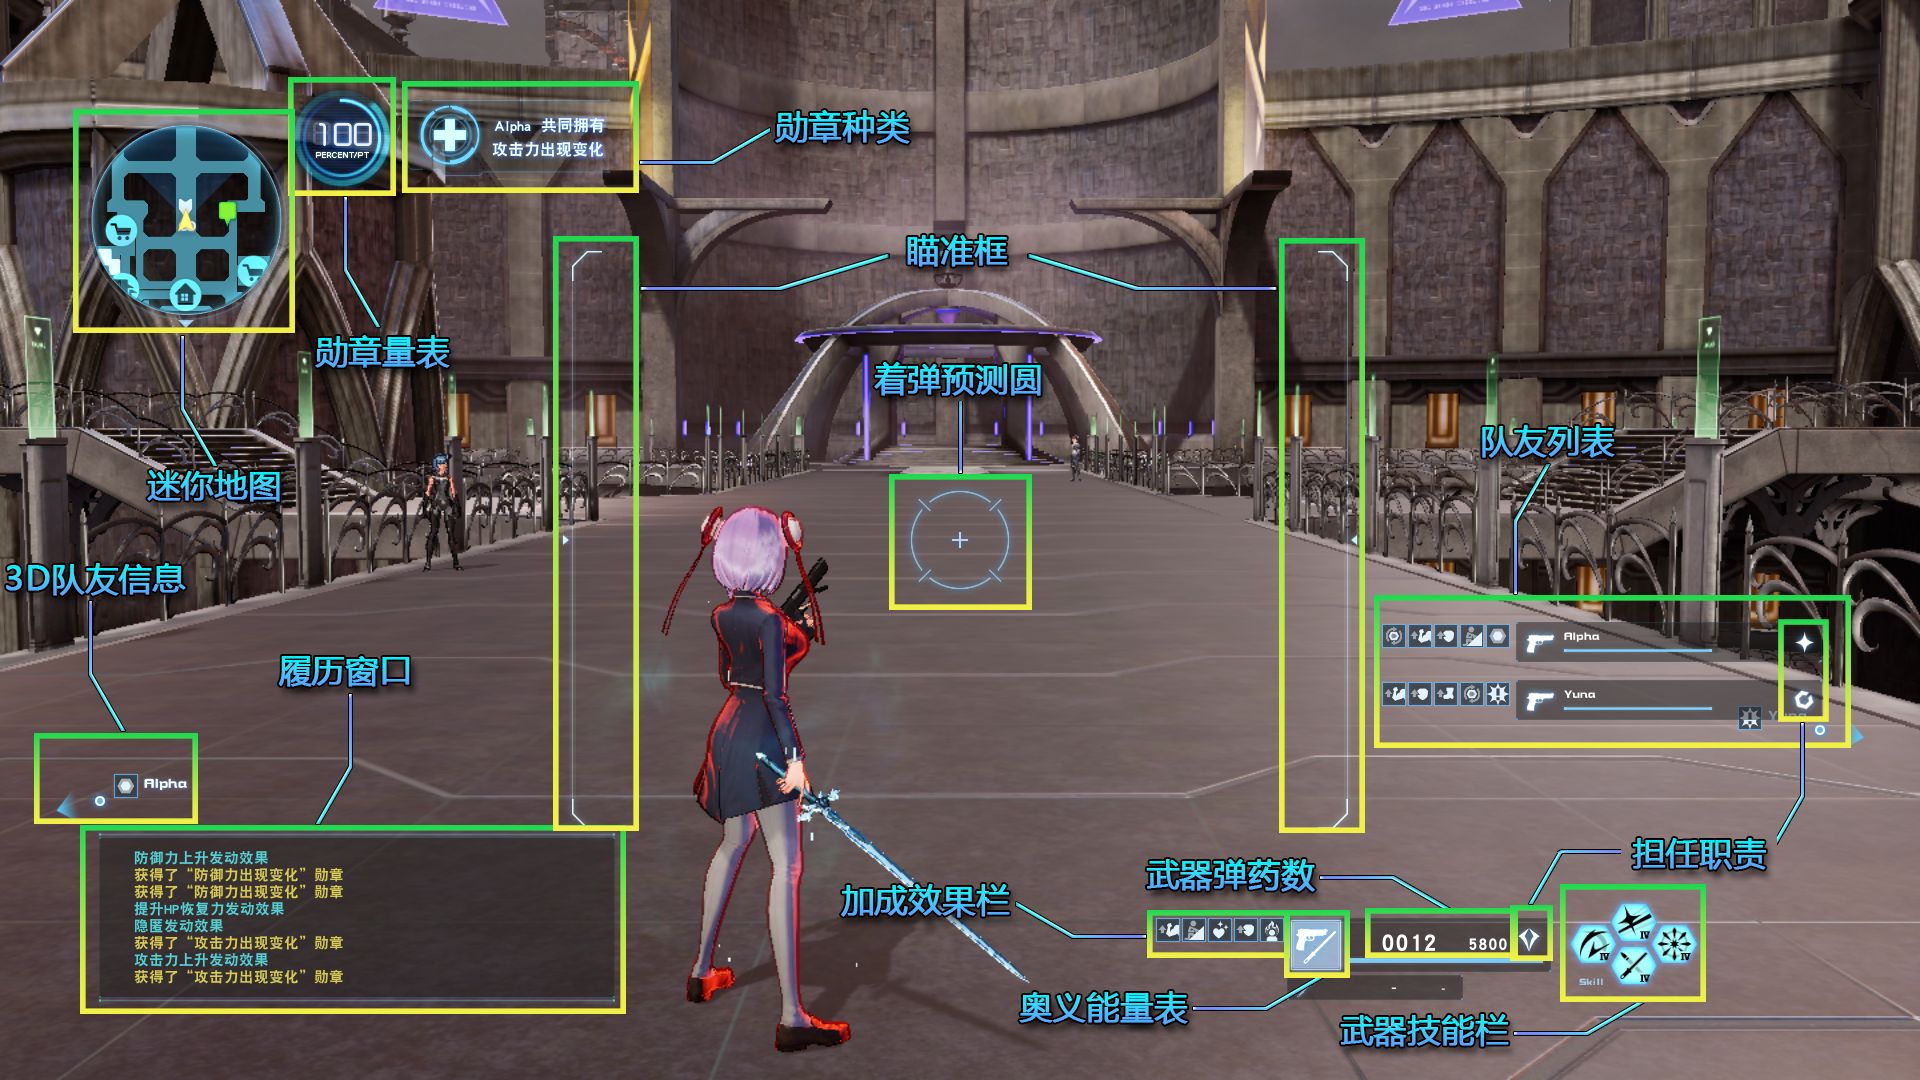 100
PERCENT/PT
Alpha 共同拥有
攻击力出现变化
勋章种类
瞄准框
勋章量表
着弹预测圆
队友列表
迷你地图
3D队友信息
Alpha
Yuna
履历窗口
Alpha
防御力上升发动效果
获得了“防御力出现变化”勋章
获得了“防御力出现变化”勋章
提升HP恢复力发动效果
隐匿发动效果
获得了“攻击力出现变化”勋章
攻击力上升发动效果
获得了“攻击力出现变化”勋章
担任职责
武器弹药数
加成效果栏
0012 5800
IV
IV
IV
IV
Skill
奥义能量表
武器技能栏